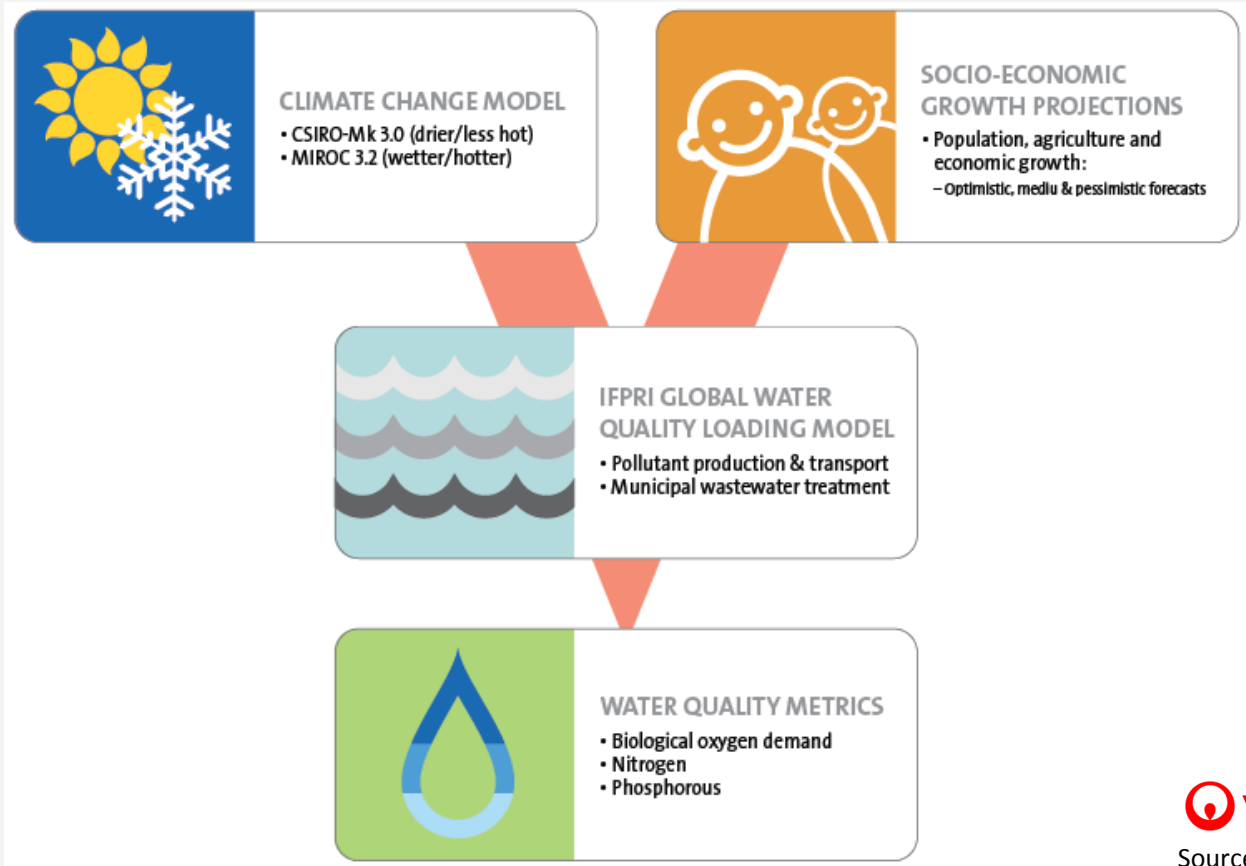 CLIMATE CHANGE MODEL
• CSIRO-Mk 3.0 (drier/less hot)
• MIROC 3.2 (wetter/hotter)
SOCIO-ECONOMIC
GROWTH PROJECTIONS
• Population, agriculture and
economic growth:
– Optimistic, mediu & pessimistic forecasts
IFPRI GLOBAL WATER
QUALITY LOADING MODEL
• Pollutant production & transport
• Municipal wastewater treatment
WATER QUALITY METRICS
• Biological oxygen demand
• Nitrogen
• Phosphorous
Source